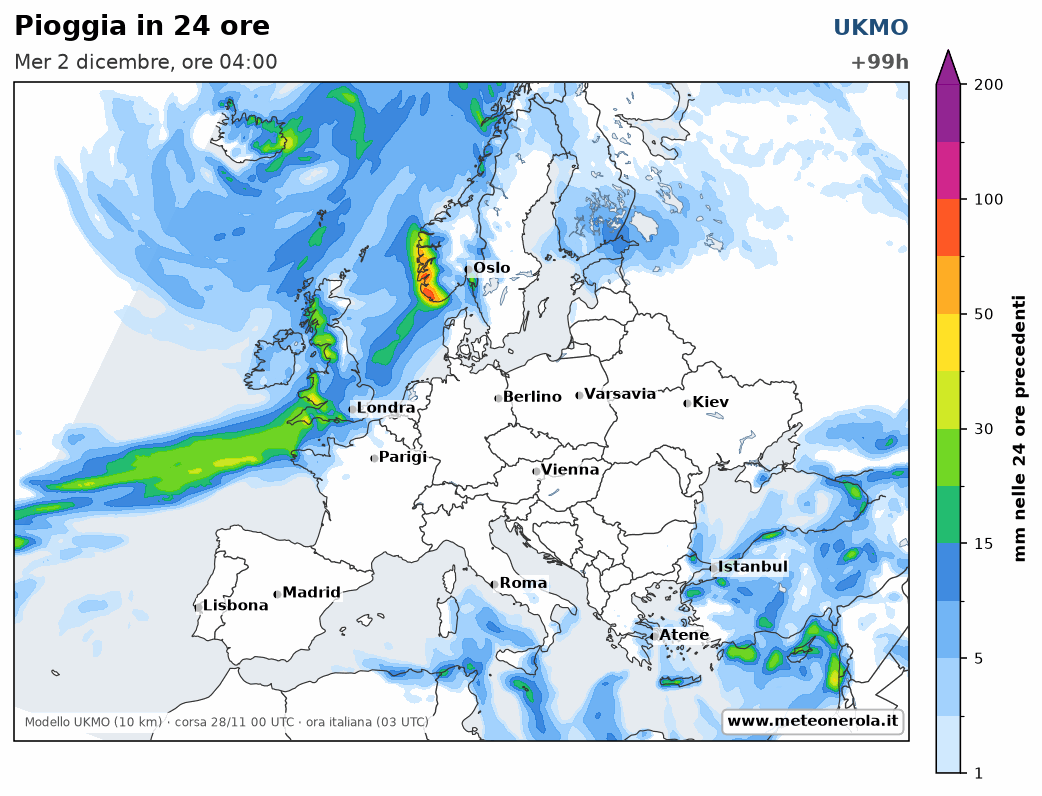 Pioggia in 24 ore
UKMO
Mer 2 dicembre, ore 04:00
+99h
200
100
50
30
15
5
1
mm nelle 24 ore precedenti
Oslo
Berlino
Varsavia
Kiev
Londra
Parigi
Vienna
Istanbul
Roma
Madrid
Lisbona
Atene
Modello UKMO (10 km) · corsa 28/11 00 UTC · ora italiana (03 UTC)
www.meteonerola.it